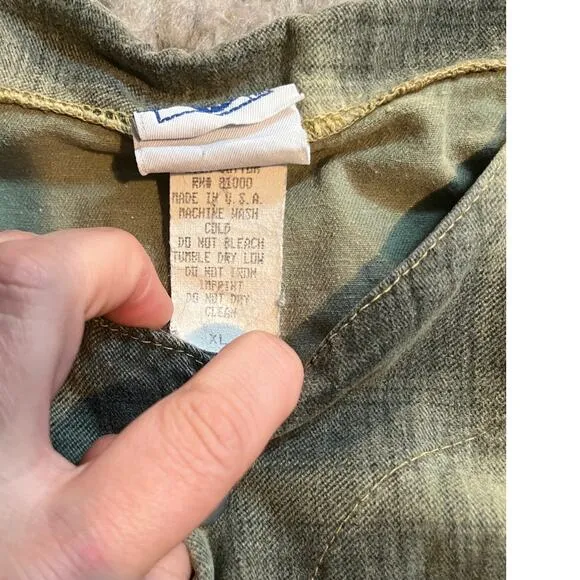 COTTON
RN# 81000
MADE IN U.S.A.
MACHINE WASH
COLD
DO NOT BLEACH
TUMBLE DRY LOW
DO NOT IRON
IMPRINT
DO NOT DRY
CLEAN
XL